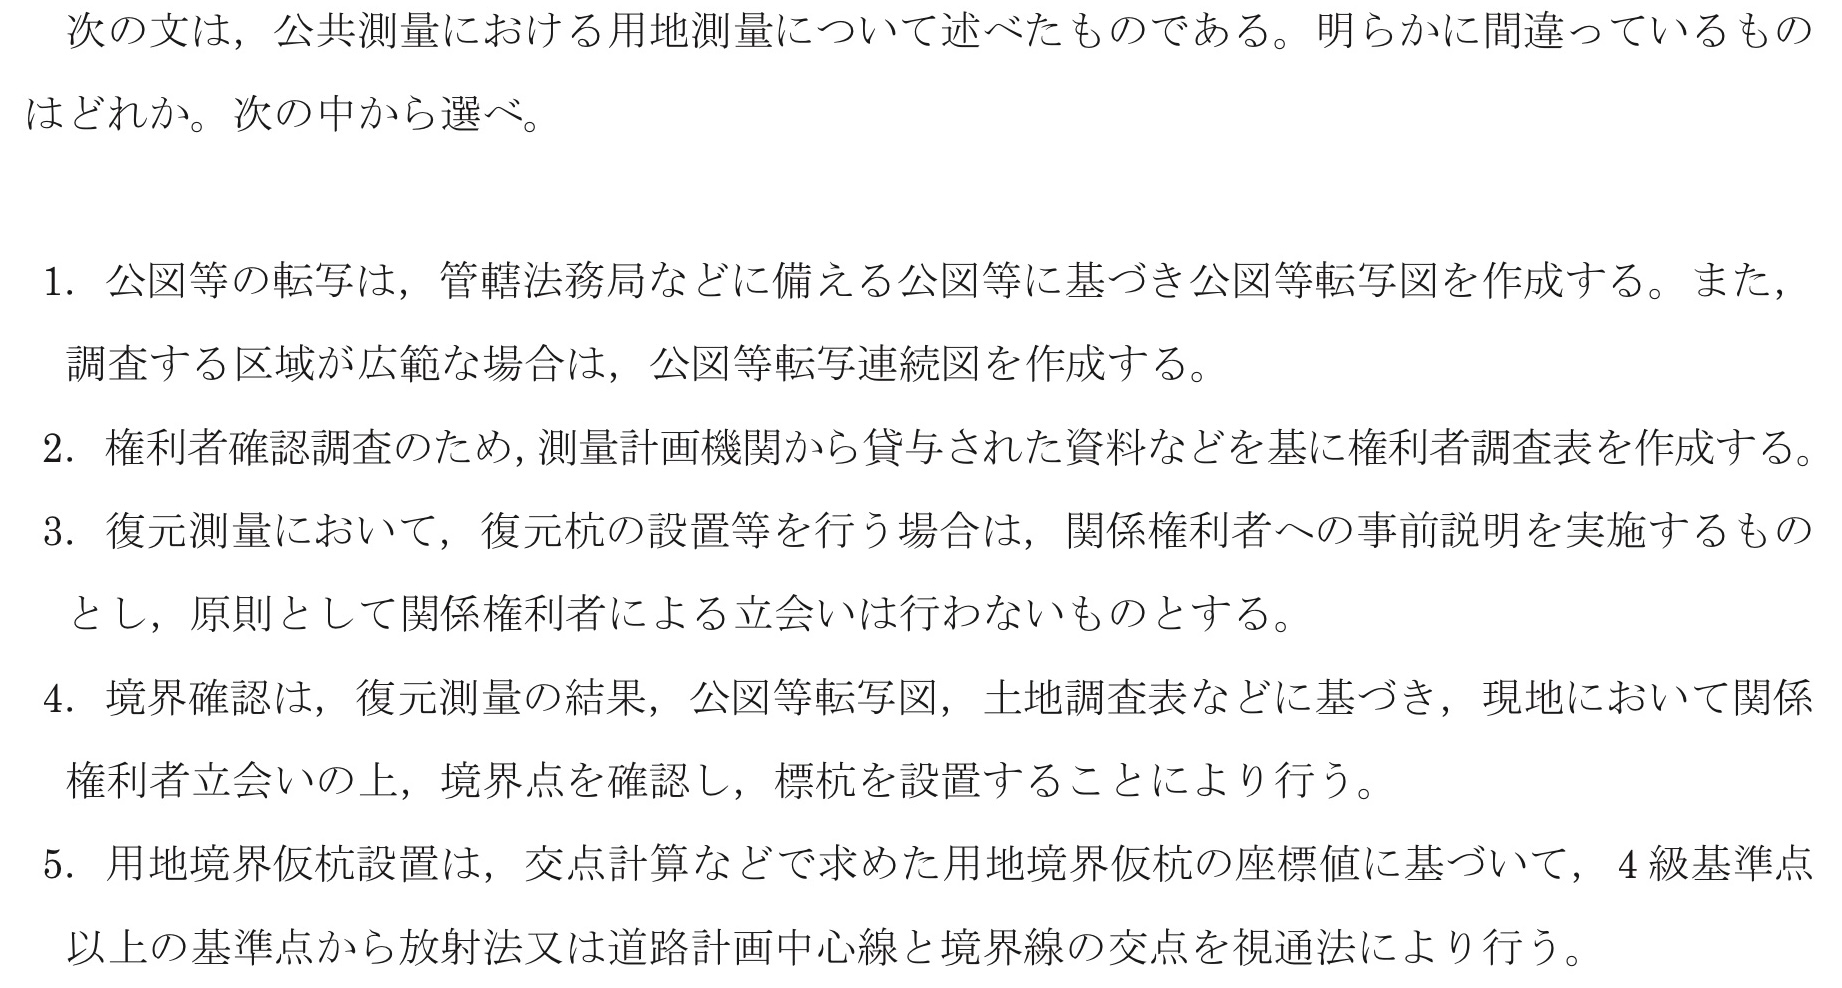 次の文は，公共測量における用地測量について述べたものである。明らかに間違っているもの
はどれか。次の中から選べ。
1．公図等の転写は，管轄法務局などに備える公図等に基づき公図等転写図を作成する。また，
調査する区域が広範な場合は，公図等転写連続図を作成する。
2．権利者確認調査のため，測量計画機関から貸与された資料などを基に権利者調査表を作成する。
3．復元測量において，復元杭の設置等を行う場合は，関係権利者への事前説明を実施するもの
とし，原則として関係権利者による立会いは行わないものとする。
4．境界確認は，復元測量の結果，公図等転写図，土地調査表などに基づき，現地において関係
権利者立会いの上，境界点を確認し，標杭を設置することにより行う。
5．用地境界仮杭設置は，交点計算などで求めた用地境界仮杭の座標値に基づいて，4級基準点
以上の基準点から放射法又は道路計画中心線と境界線の交点を視通法により行う。